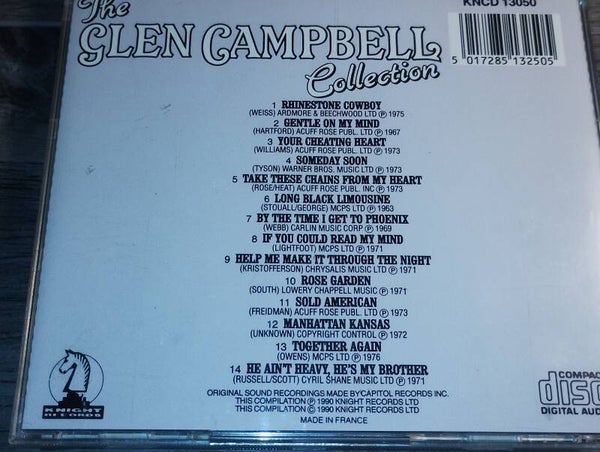 The
GLEN CAMPBELL
Collection
KNCD 13050
5 017285 132505
1 RHINESTONE COWBOY
(WEISS) ARDMORE & BEECHWOOD LTD Ⓟ 1975
2 GENTLE ON MY MIND
(HARTFORD) ACUFF ROSE PUBL. LTD Ⓟ 1967
3 YOUR CHEATING HEART
(WILLIAMS) ACUFF ROSE PUBL. LTD Ⓟ 1973
4 SOMEDAY SOON
(TYSON) WARNER BROS. MUSIC LTD Ⓟ 1973
5 TAKE THESE CHAINS FROM MY HEART
(ROSE/HEAT) ACUFF ROSE PUBL. INC Ⓟ 1973
6 LONG BLACK LIMOUSINE
(STOUALL/GEORGE) MCPS LTD Ⓟ 1963
7 BY THE TIME I GET TO PHOENIX
(WEBB) CARLIN MUSIC CORP Ⓟ 1969
8 IF YOU COULD READ MY MIND
(LIGHTFOOT) MCPS LTD Ⓟ 1971
9 HELP ME MAKE IT THROUGH THE NIGHT
(KRISTOFFERSON) CHRYSALIS MUSIC LTD Ⓟ 1971
10 ROSE GARDEN
(SOUTH) LOWERY CHAPPELL MUSIC Ⓟ 1971
11 SOLD AMERICAN
(FREIDMAN) ACUFF ROSE PUBL. LTD Ⓟ 1973
12 MANHATTAN KANSAS
(UNKNOWN) COPYRIGHT CONTROL Ⓟ 1972
13 TOGETHER AGAIN
(OWENS) MCPS LTD Ⓟ 1976
14 HE AIN'T HEAVY, HE'S MY BROTHER
(RUSSELL/SCOTT) CYRIL SHANE MUSIC LTD Ⓟ 1971
ORIGINAL SOUND RECORDINGS MADE BY CAPITOL RECORDS INC.
THIS COMPILATION Ⓟ 1990 KNIGHT RECORDS LTD
THIS COMPILATION © 1990 KNIGHT RECORDS LTD
MADE IN FRANCE
KNIGHT
RECORDS
COMPACT
disc
DIGITAL AUDIO